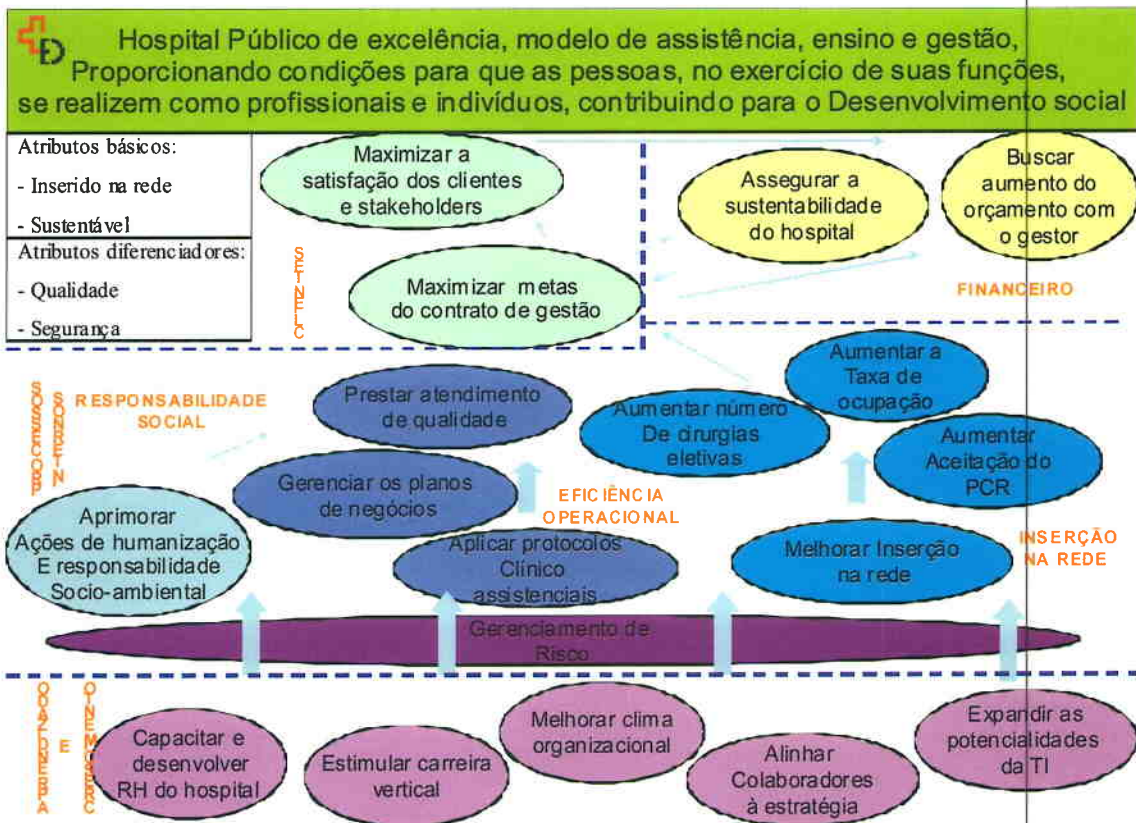 Hospital Público de excelência, modelo de assistência, ensino e gestão,
Proporcionando condições para que as pessoas, no exercício de suas funções,
se realizem como profissionais e indivíduos, contribuindo para o Desenvolvimento social
Atributos básicos:
- Inserido na rede
- Sustentável
Atributos diferenciadores:
- Qualidade
- Segurança
Maximizar a
satisfação dos clientes
e stakeholders
Assegurar a
sustentabilidade
do hospital
Buscar
aumento do
orçamento com
o gestor
CLIENTES
Maximizar metas
do contrato de gestão
FINANCEIRO
PROCESSOS
INTERNOS
RESPONSABILIDADE
SOCIAL
Prestar atendimento
de qualidade
Aumentar número
De cirurgias
eletivas
Aumentar a
Taxa de
ocupação
Aumentar
Aceitação do
PCR
Gerenciar os planos
de negócios
EFICIÊNCIA
OPERACIONAL
Aprimorar
Ações de humanização
E responsabilidade
Socio-ambiental
Aplicar protocolos
Clínico
assistenciais
Melhorar Inserção
na rede
INSERÇÃO
NA REDE
Gerenciamento de
Risco
APRENDIZADO
E
CRESCIMENTO
Capacitar e
desenvolver
RH do hospital
Estimular carreira
vertical
Melhorar clima
organizacional
Alinhar
Colaboradores
à estratégia
Expandir as
potencialidades
da TI